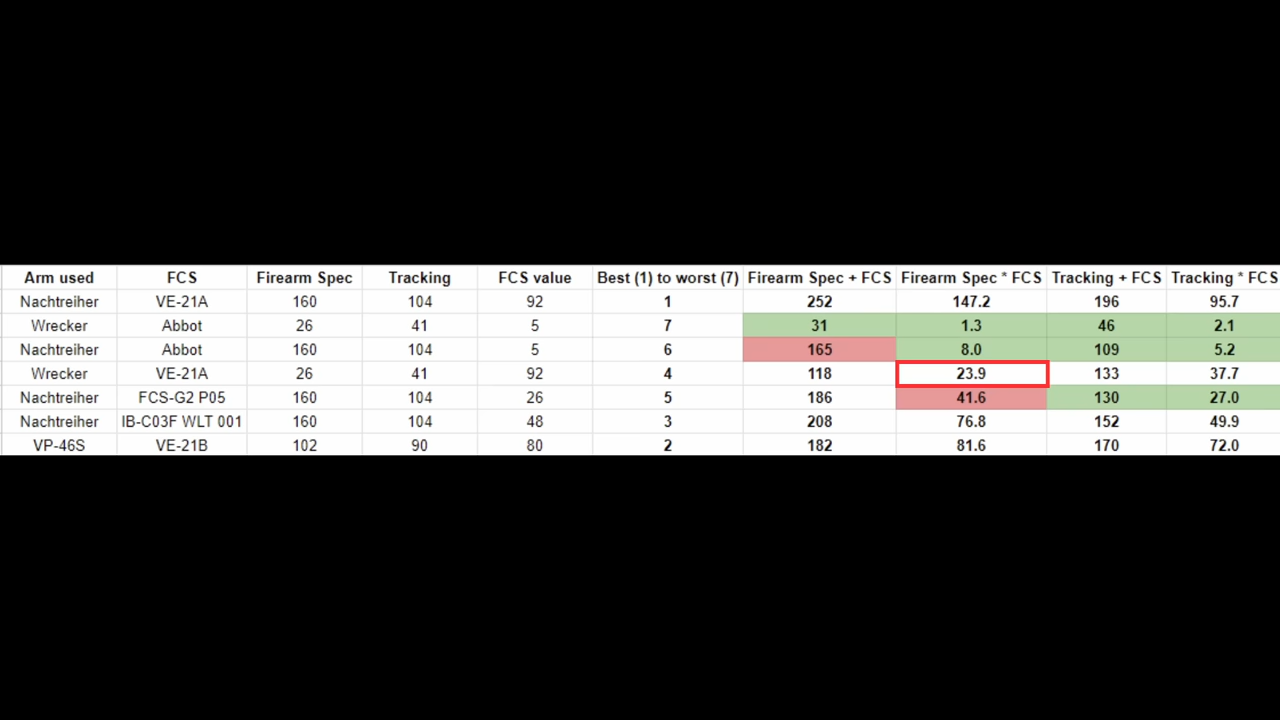 Arm used FCS Firearm Spec Tracking FCS value Best (1) to worst (7) Firearm Spec + FCS Firearm Spec * FCS Tracking + FCS Tracking * FCS
Nachtreiher VE-21A 160 104 92 1 252 147.2 196 95.7
Wrecker Abbot 26 41 5 7 31 1.3 46 2.1
Nachtreiher Abbot 160 104 5 6 165 8.0 109 5.2
Wrecker VE-21A 26 41 92 4 118 23.9 133 37.7
Nachtreiher FCS-G2 P05 160 104 26 5 186 41.6 130 27.0
Nachtreiher IB-C03F WLT 001 160 104 48 3 208 76.8 152 49.9
VP-46S VE-21B 102 90 80 2 182 81.6 170 72.0